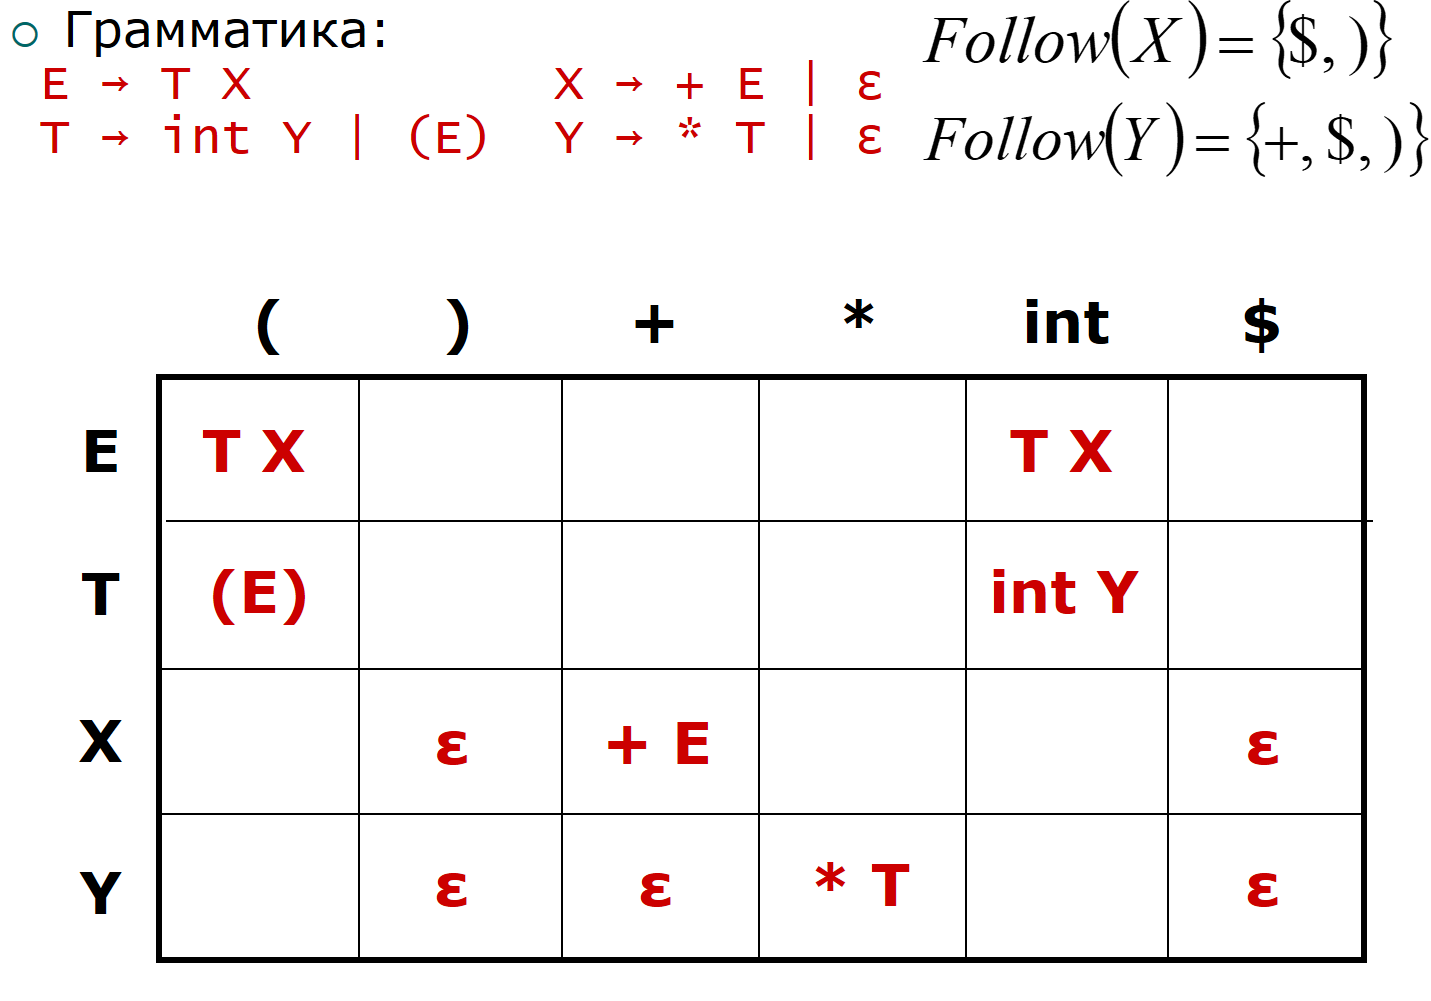 Грамматика:
E → T X X → + E | ε
T → int Y | (E) Y → * T | ε
Follow(X) = {$, )}
Follow(Y) = {+, $, )}
( ) + * int $
E T X T X
T (E) int Y
X ε + E ε
Y ε ε * T ε